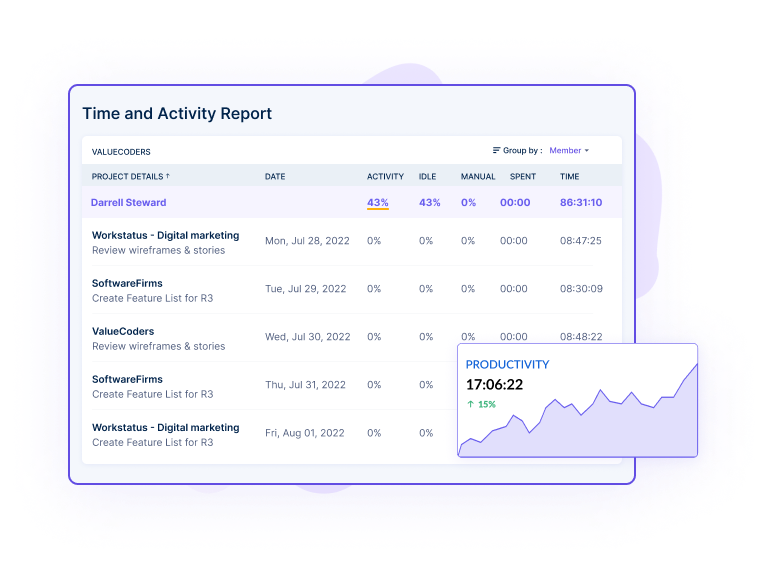 Time and Activity Report
VALUECODERS
Group by : Member
PROJECT DETAILS ↑ DATE ACTIVITY IDLE MANUAL SPENT TIME
Darrell Steward 43% 43% 0% 00:00 86:31:10
Workstatus - Digital marketing
Review wireframes & stories
Mon, Jul 28, 2022 0% 0% 0% 00:00 08:47:25
SoftwareFirms
Create Feature List for R3
Tue, Jul 29, 2022 0% 0% 0% 00:00 08:30:09
ValueCoders
Review wireframes & stories
Wed, Jul 30, 2022 0% 0% 0% 00:00 08:48:22
SoftwareFirms
Create Feature List for R3
Thu, Jul 31, 2022 0% 0%
Workstatus - Digital marketing
Create Feature List for R3
Fri, Aug 01, 2022 0% 0%
PRODUCTIVITY
17:06:22
↑ 15%